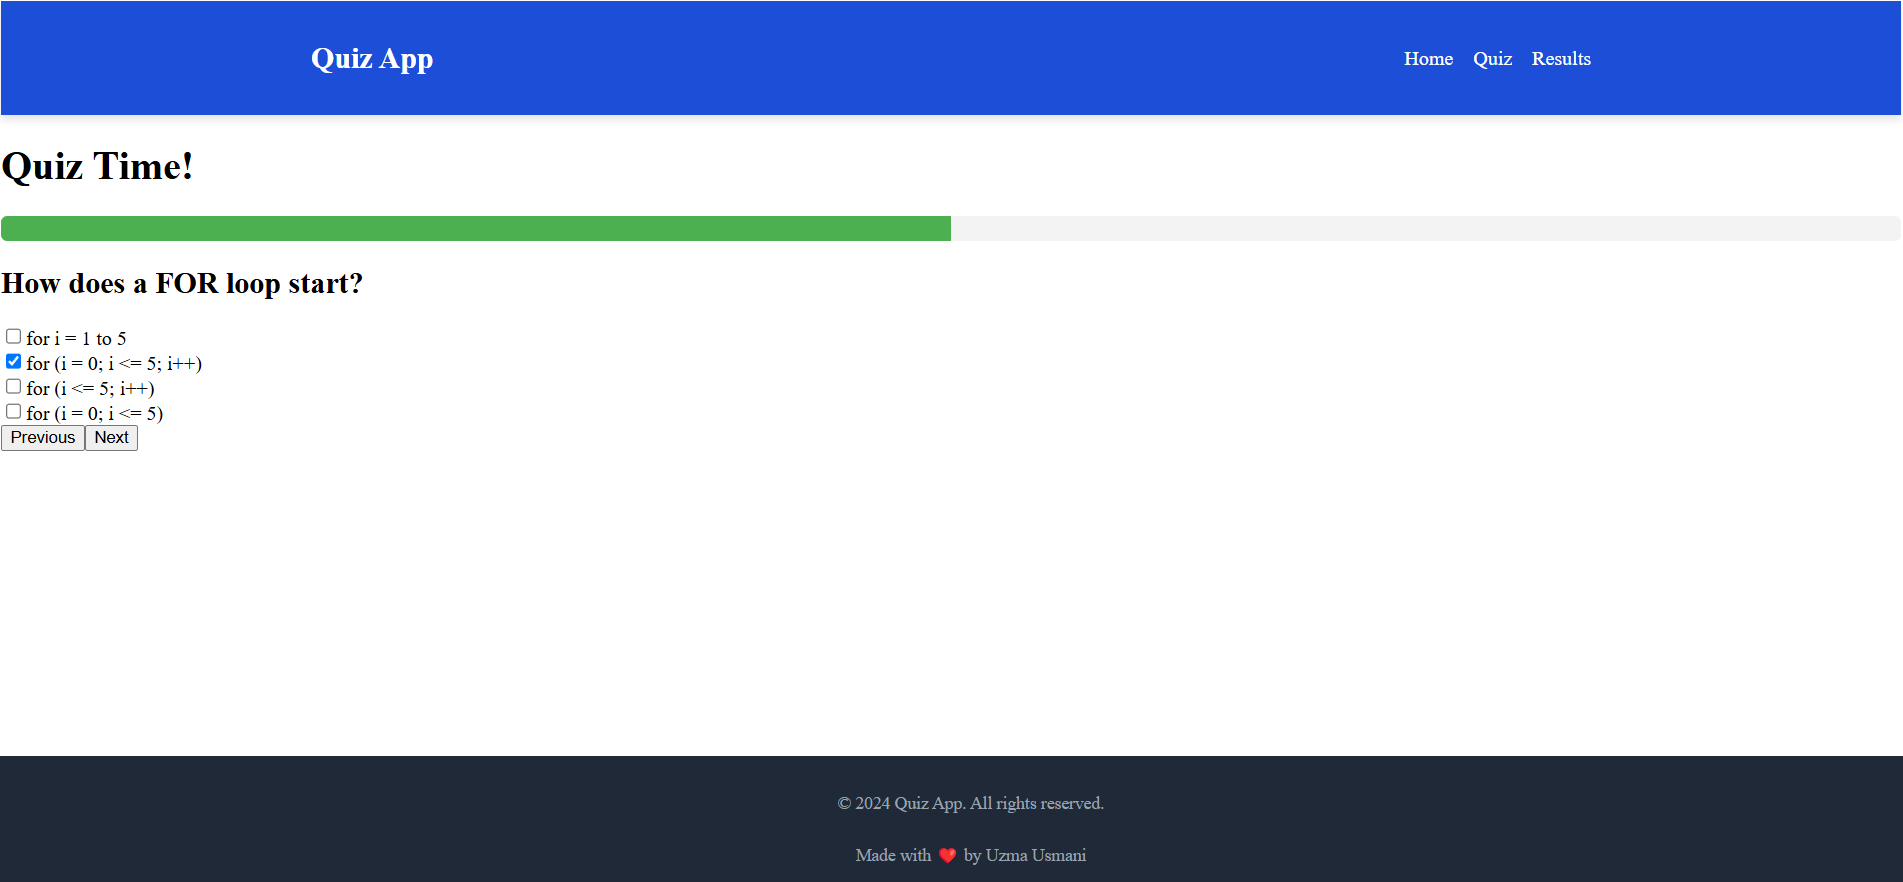 Quiz App
Home Quiz Results
Quiz Time!
How does a FOR loop start?
for i = 1 to 5
for (i = 0; i <= 5; i++)
for (i <= 5; i++)
for (i = 0; i <= 5)
Previous Next
© 2024 Quiz App. All rights reserved.
Made with ❤️ by Uzma Usmani